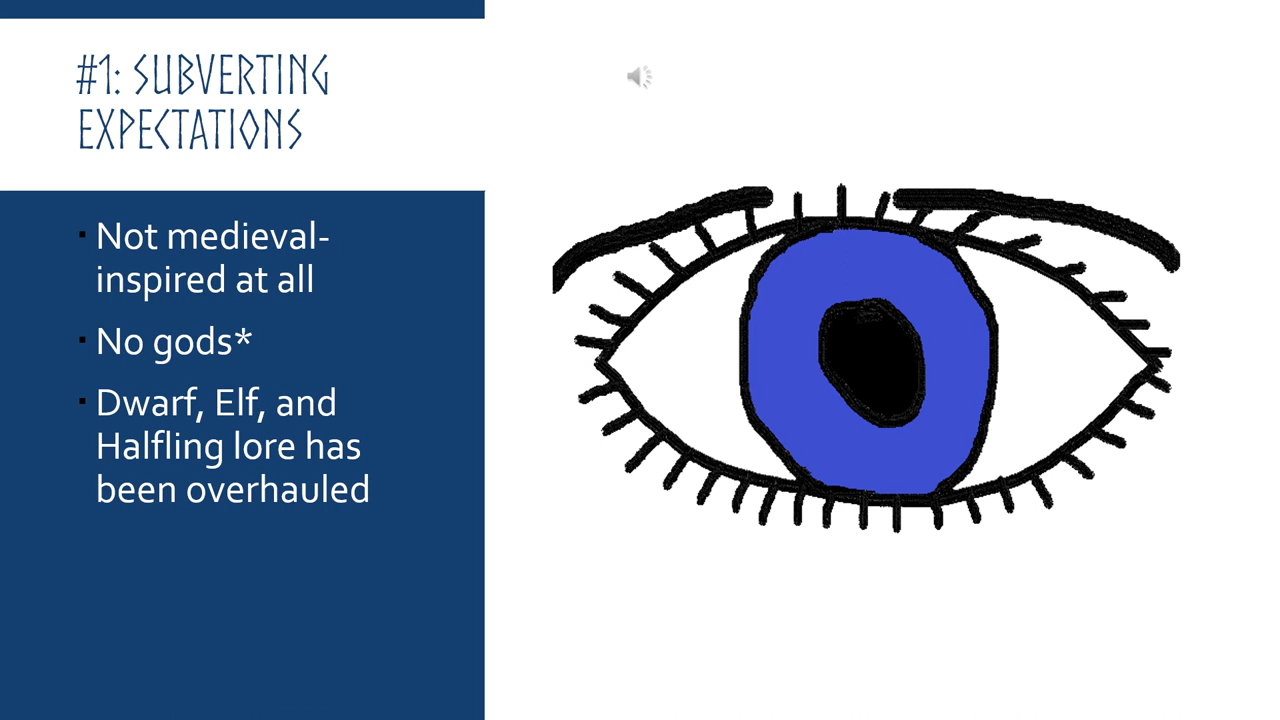 #1: SUBVERTING
EXPECTATIONS
Not medieval-
inspired at all
No gods*
Dwarf, Elf, and
Halfling lore has
been overhauled